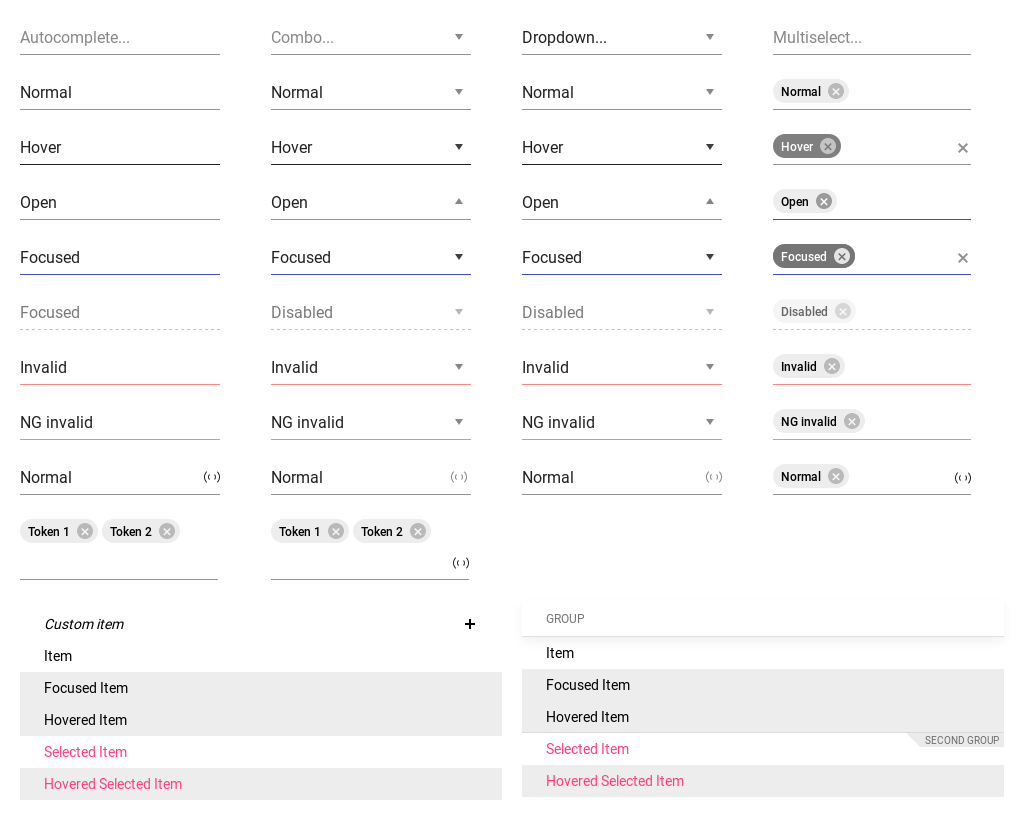 Autocomplete... Combo... Dropdown... Multiselect...
Normal Normal Normal Normal
Hover Hover Hover Hover
Open Open Open Open
Focused Focused Focused Focused
Focused Disabled Disabled Disabled
Invalid Invalid Invalid Invalid
NG invalid NG invalid NG invalid NG invalid
Normal Normal Normal Normal
Token 1 Token 2 Token 1 Token 2
Custom item
Item
Focused Item
Hovered Item
Selected Item
Hovered Selected Item
GROUP
Item
Focused Item
Hovered Item
SECOND GROUP
Selected Item
Hovered Selected Item